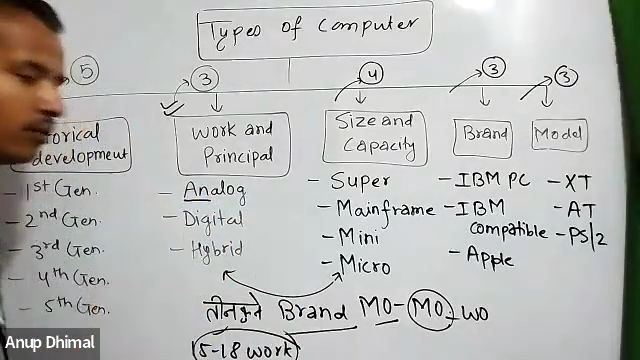 Types of Computer
5
3
4
3
3
orical development
Work and Principal
Size and Capacity
Brand
Model
- 1st Gen.
- 2nd Gen.
- 3rd Gen.
4th Gen.
5th Gen.
- Analog
- Digital
- Hybrid
- Super
- Mainframe
- Mini
- Micro
- IBM PC
- IBM compatible
- Apple
- XT
- AT
- PS/2
Brand MO-MO-WO
(5-18 work)
Anup Dhimal